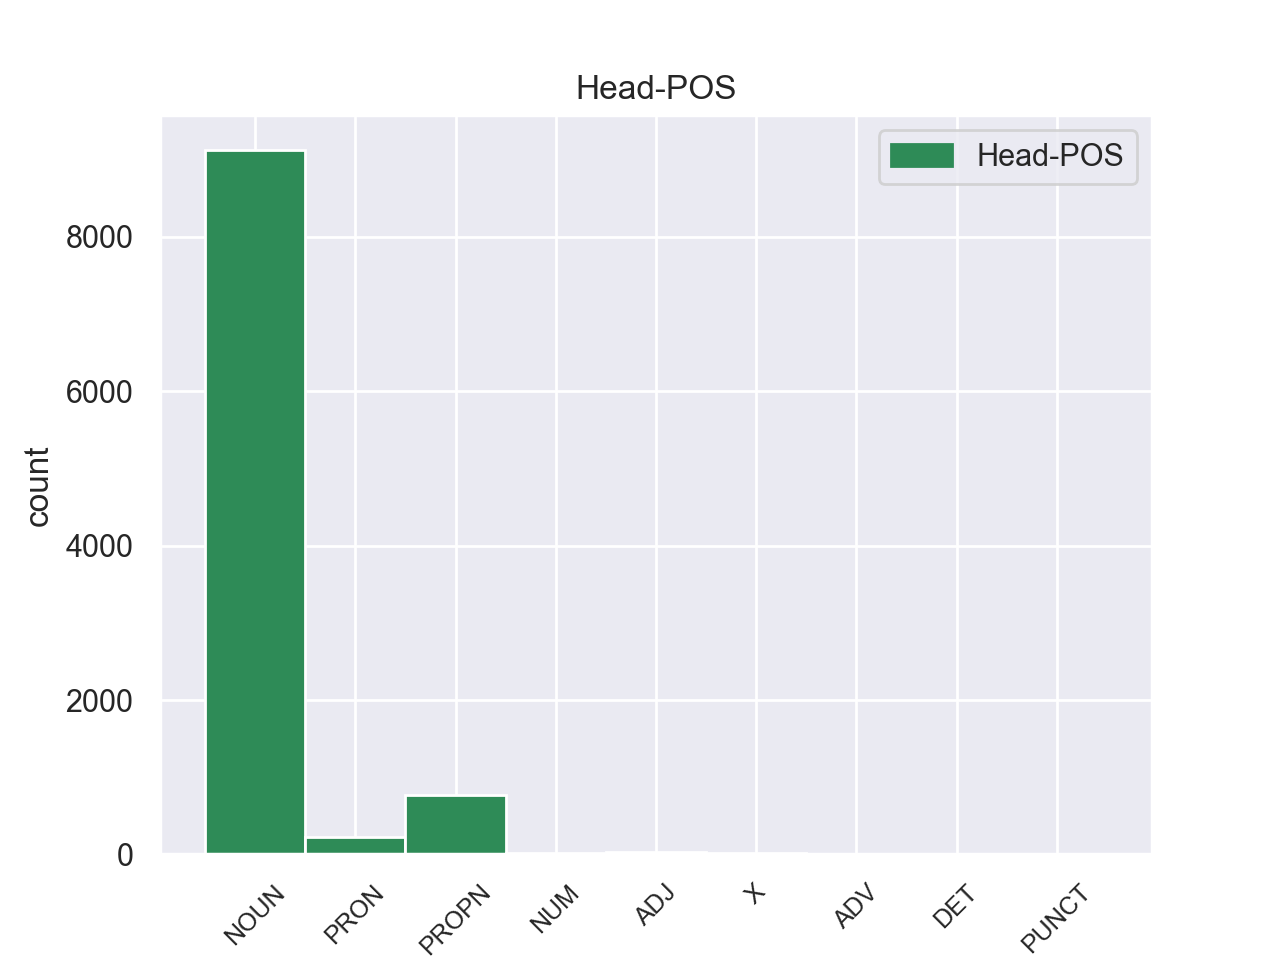 Head-POS
Head-POS
8000
6000
4000
2000
0
count
NOUN
PRON
PROPN
NUM
ADJ
X
ADV
DET
PUNCT